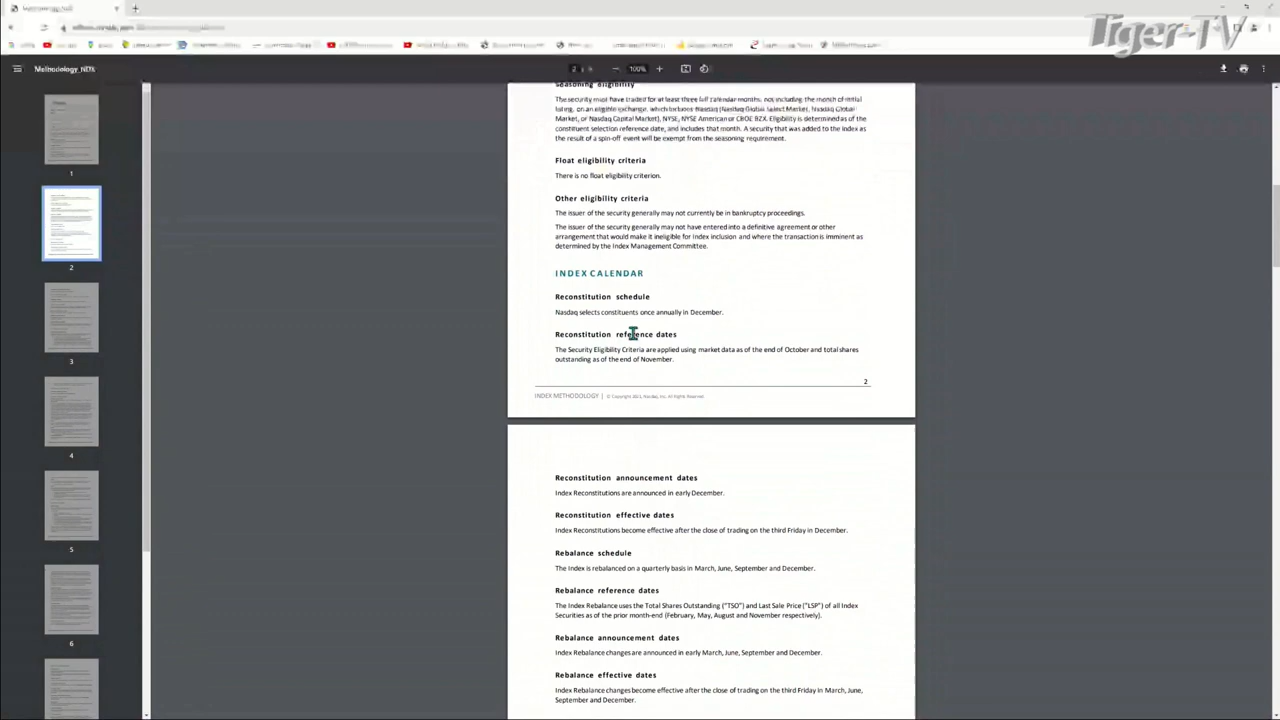 Tiger-TV
Methodology_NDX
2
100%
Seasoning eligibility
The security must have traded for at least three full calendar months, not including the month of initial
listing, on an eligible exchange, which includes Nasdaq (Nasdaq Global Select Market, Nasdaq Global
Market, or Nasdaq Capital Market), NYSE, NYSE American or CBOE BZX. Eligibility is determined as of the
constituent selection reference date, and includes that month. A security that was added to the Index as
the result of a spin-off event will be exempt from the seasoning requirement.
Float eligibility criteria
There is no float eligibility criterion.
Other eligibility criteria
The issuer of the security generally may not currently be in bankruptcy proceedings.
The issuer of the security generally may not have entered into a definitive agreement or other
arrangement that would make it ineligible for Index inclusion and where the transaction is imminent as
determined by the Index Management Committee.
INDEX CALENDAR
Reconstitution schedule
Nasdaq selects constituents once annually in December.
Reconstitution reference dates
The Security Eligibility Criteria are applied using market data as of the end of October and total shares
outstanding as of the end of November.
2
INDEX METHODOLOGY | © Copyright 2021, Nasdaq, Inc. All Rights Reserved
Reconstitution announcement dates
Index Reconstitutions are announced in early December.
Reconstitution effective dates
Index Reconstitutions become effective after the close of trading on the third Friday in December.
Rebalance schedule
The Index is rebalanced on a quarterly basis in March, June, September and December.
Rebalance reference dates
The Index Rebalance uses the Total Shares Outstanding ("TSO") and Last Sale Price ("LSP") of all Index
Securities as of the prior month-end (February, May, August and November respectively).
Rebalance announcement dates
Index Rebalance changes are announced in early March, June, September and December.
Rebalance effective dates
Index Rebalance changes become effective after the close of trading on the third Friday in March, June,
September and December.
1
2
3
4
5
6